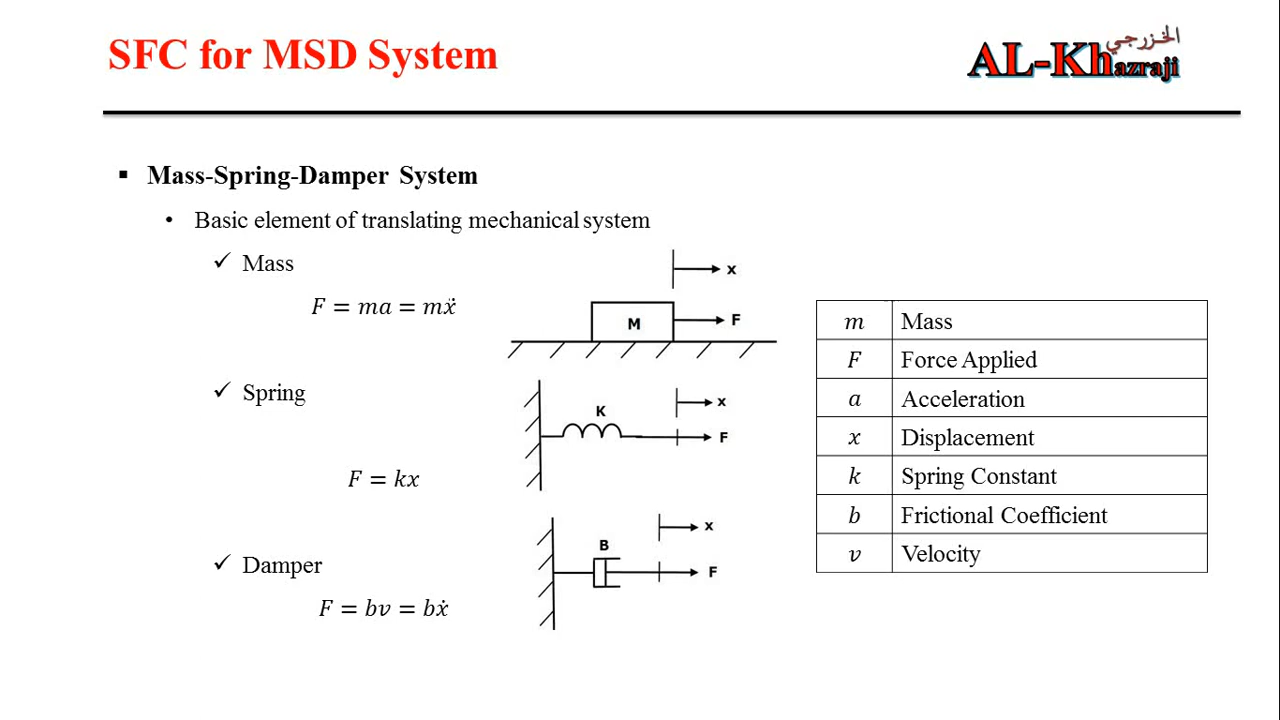 SFC for MSD System
الخزرجي
AL-Khazraji
▪ Mass-Spring-Damper System
• Basic element of translating mechanical system
✓ Mass
F = ma = mẍ
x
M
F
✓ Spring
F = kx
K
x
F
✓ Damper
F = bv = bẋ
B
x
F
m Mass
F Force Applied
a Acceleration
x Displacement
k Spring Constant
b Frictional Coefficient
v Velocity